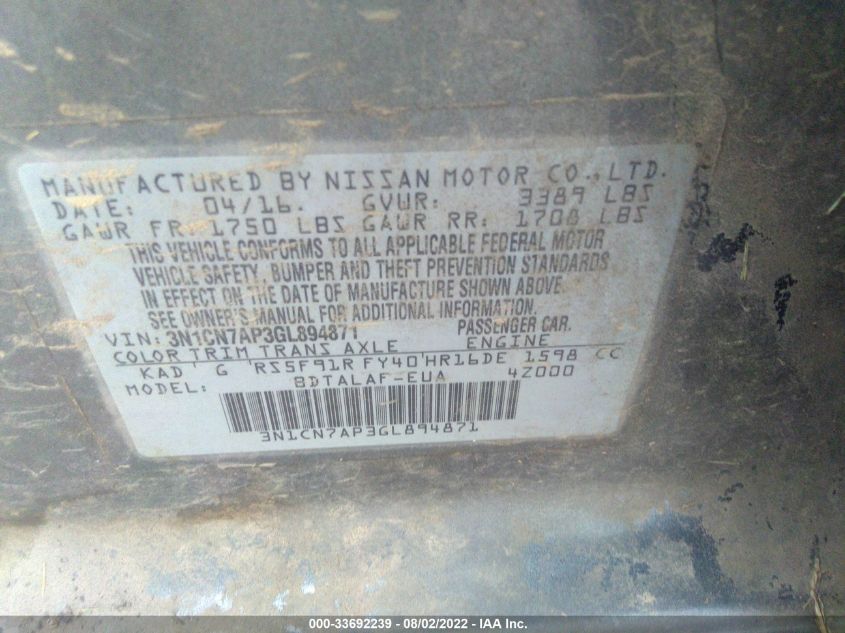 MANUFACTURED BY NISSAN MOTOR CO., LTD.
DATE: 04/16. GVWR: 3389 LBS
GAWR FR: 1750 LBS GAWR RR: 1708 LBS
THIS VEHICLE CONFORMS TO ALL APPLICABLE FEDERAL MOTOR
VEHICLE SAFETY, BUMPER AND THEFT PREVENTION STANDARDS
IN EFFECT ON THE DATE OF MANUFACTURE SHOWN ABOVE.
SEE OWNER'S MANUAL FOR ADDITIONAL INFORMATION.
VIN: 3N1CN7AP3GL894871 PASSENGER CAR.
COLOR TRIM TRANS AXLE ENGINE
KAD G RS5F91R FY40 HR16DE 1598 CC
MODEL: BDTALAF-EUA 4Z000
3N1CN7AP3GL894871
000-33692239 - 08/02/2022 - IAA Inc.